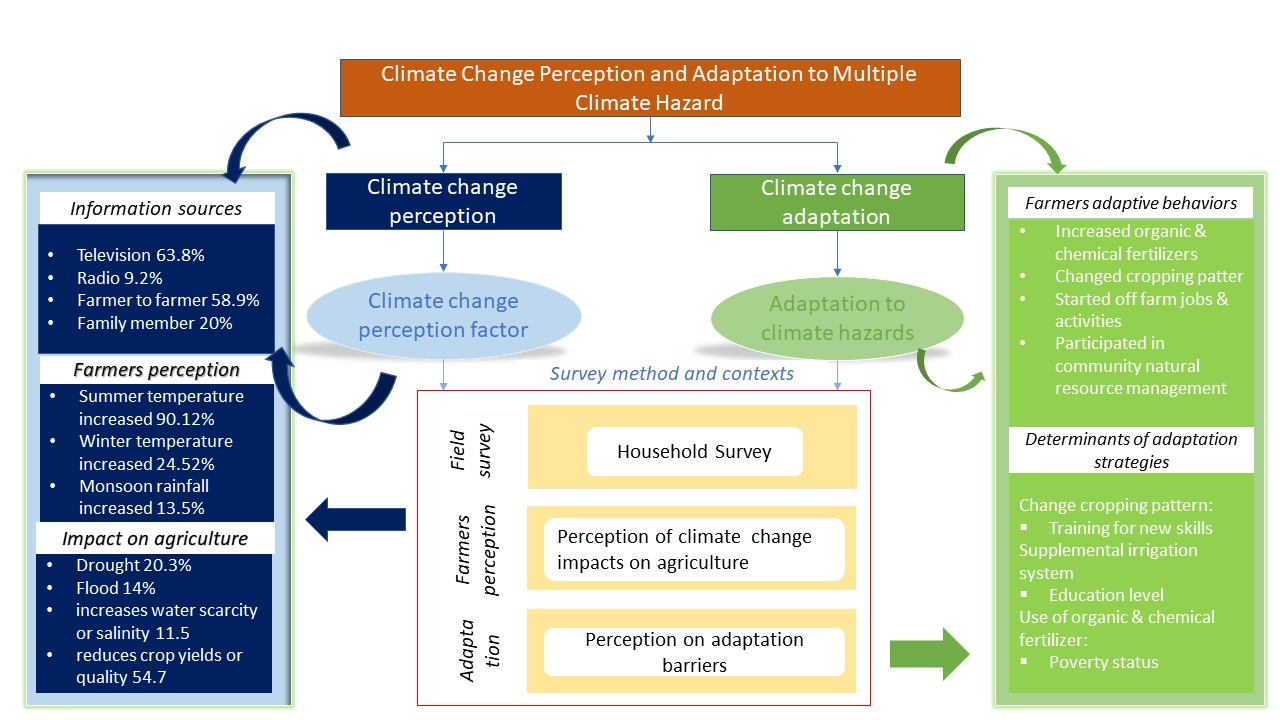 Climate Change Perception and Adaptation to Multiple
Climate Hazard
Climate change
perception
Climate change
adaptation
Climate change
perception factor
Adaptation to
climate hazards
Information sources
• Television 63.8%
• Radio 9.2%
• Farmer to farmer 58.9%
• Family member 20%
Farmers perception
• Summer temperature
increased 90.12%
• Winter temperature
increased 24.52%
• Monsoon rainfall
increased 13.5%
Impact on agriculture
• Drought 20.3%
• Flood 14%
• increases water scarcity
or salinity 11.5
• reduces crop yields or
quality 54.7
Survey method and contexts
Field
survey
Household Survey
Farmers
perception
Perception of climate change
impacts on agriculture
Adapta
tion
Perception on adaptation
barriers
Farmers adaptive behaviors
• Increased organic &
chemical fertilizers
• Changed cropping patter
• Started off farm jobs &
activities
• Participated in
community natural
resource management
Determinants of adaptation
strategies
Change cropping pattern:
▪ Training for new skills
Supplemental irrigation
system
▪ Education level
Use of organic & chemical
fertilizer:
▪ Poverty status